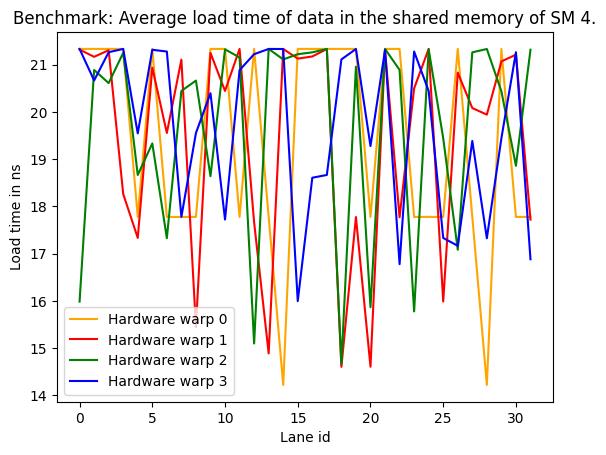 Benchmark: Average load time of data in the shared memory of SM 4.
Load time in ns
21
20
19
18
17
16
15
14
Hardware warp 0
Hardware warp 1
Hardware warp 2
Hardware warp 3
0 5 10 15 20 25 30
Lane id